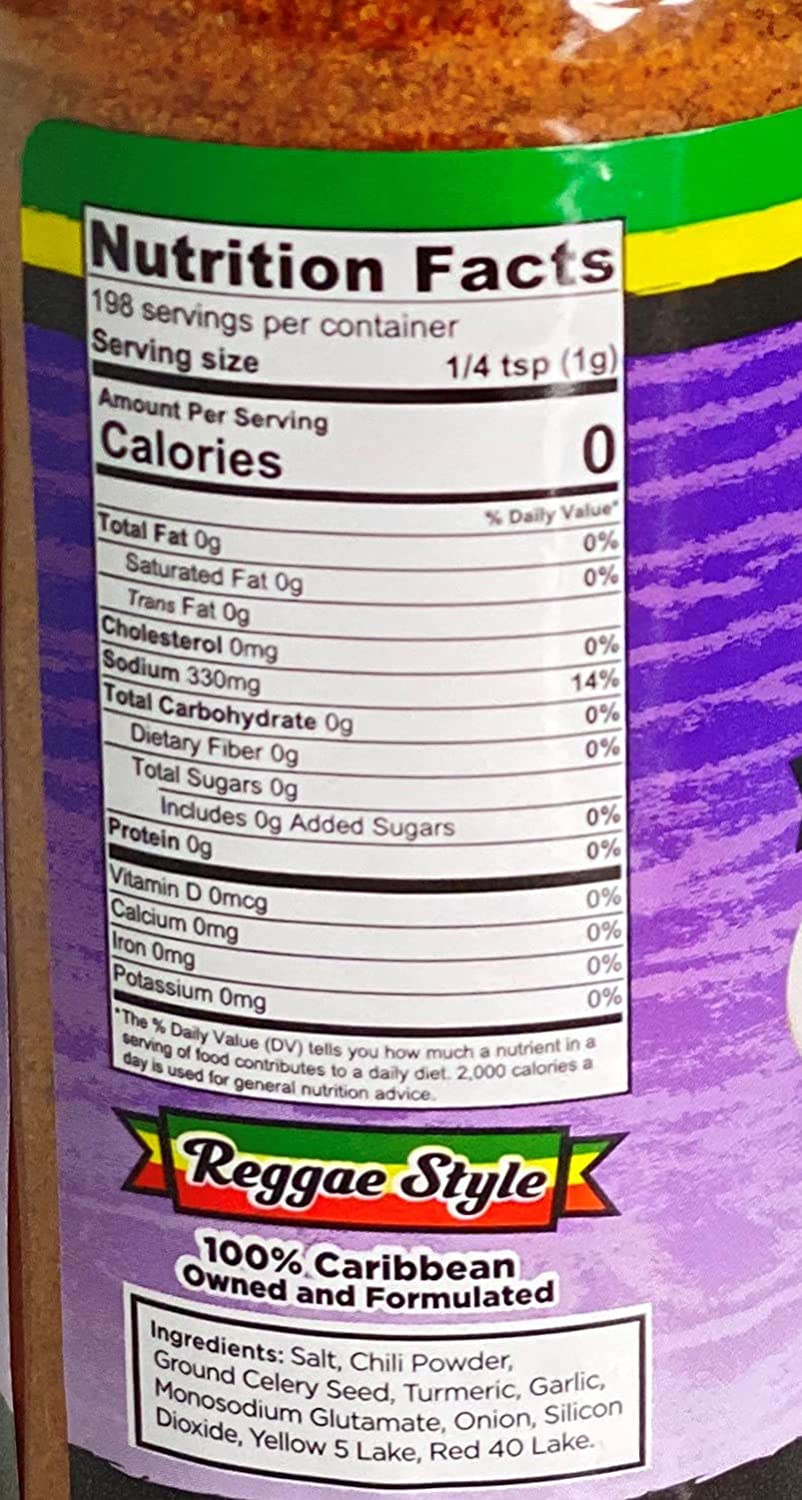 Nutrition Facts
198 servings per container
Serving size 1/4 tsp (1g)
Amount Per Serving
Calories 0
% Daily Value*
Total Fat 0g 0%
Saturated Fat 0g 0%
Trans Fat 0g
Cholesterol 0mg 0%
Sodium 330mg 14%
Total Carbohydrate 0g 0%
Dietary Fiber 0g 0%
Total Sugars 0g
Includes 0g Added Sugars 0%
Protein 0g 0%
Vitamin D 0mcg 0%
Calcium 0mg 0%
Iron 0mg 0%
Potassium 0mg 0%
*The % Daily Value (DV) tells you how much a nutrient in a
serving of food contributes to a daily diet. 2,000 calories a
day is used for general nutrition advice.
Reggae Style
100% Caribbean
Owned and Formulated
Ingredients: Salt, Chili Powder,
Ground Celery Seed, Turmeric, Garlic,
Monosodium Glutamate, Onion, Silicon
Dioxide, Yellow 5 Lake, Red 40 Lake.